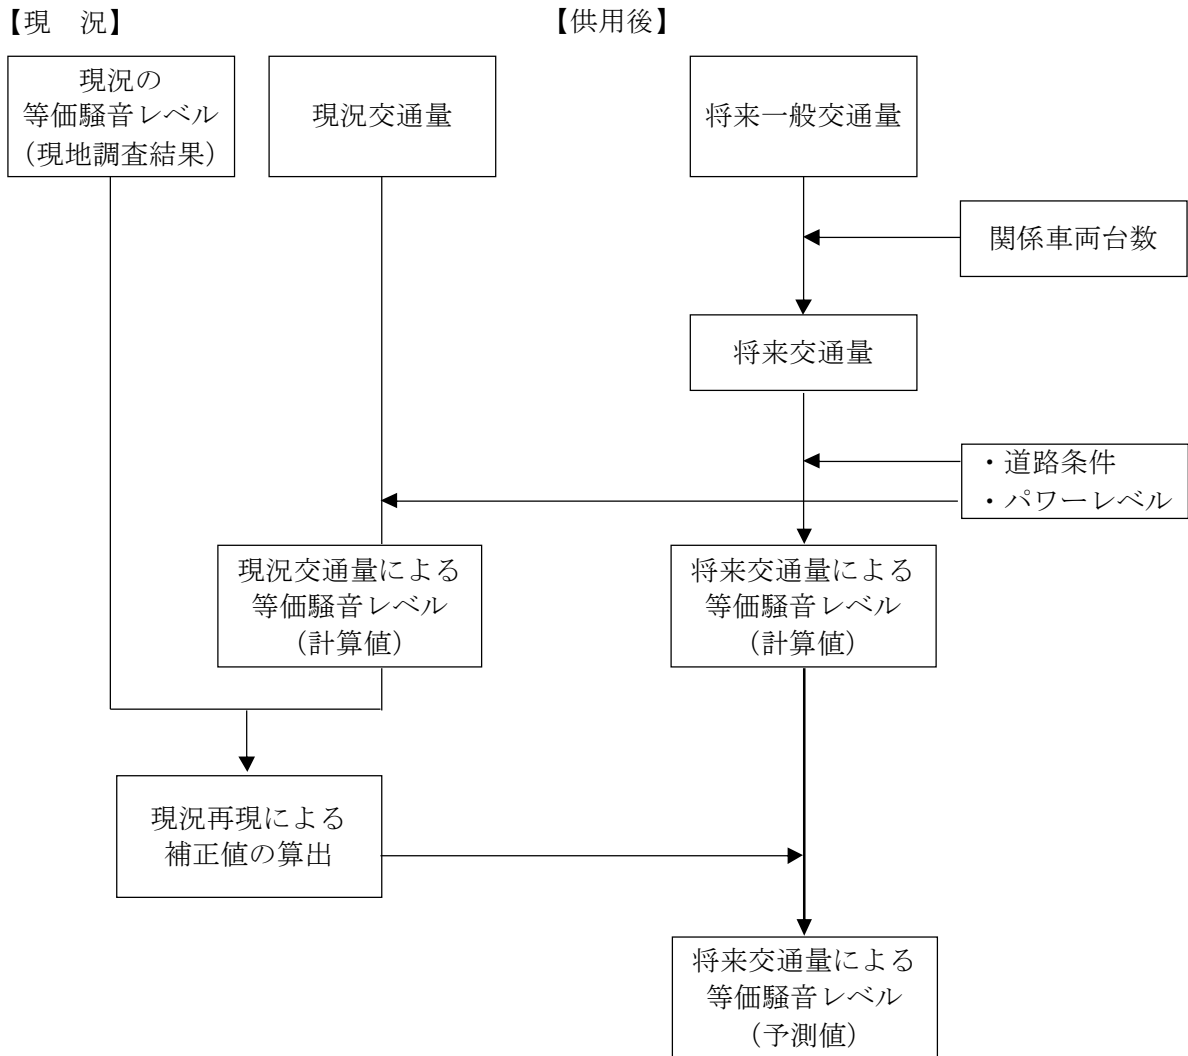 【現　況】
【供用後】
現況の
等価騒音レベル
（現地調査結果）
現況交通量
将来一般交通量
関係車両台数
将来交通量
・道路条件
・パワーレベル
現況交通量による
等価騒音レベル
（計算値）
将来交通量による
等価騒音レベル
（計算値）
現況再現による
補正値の算出
将来交通量による
等価騒音レベル
（予測値）